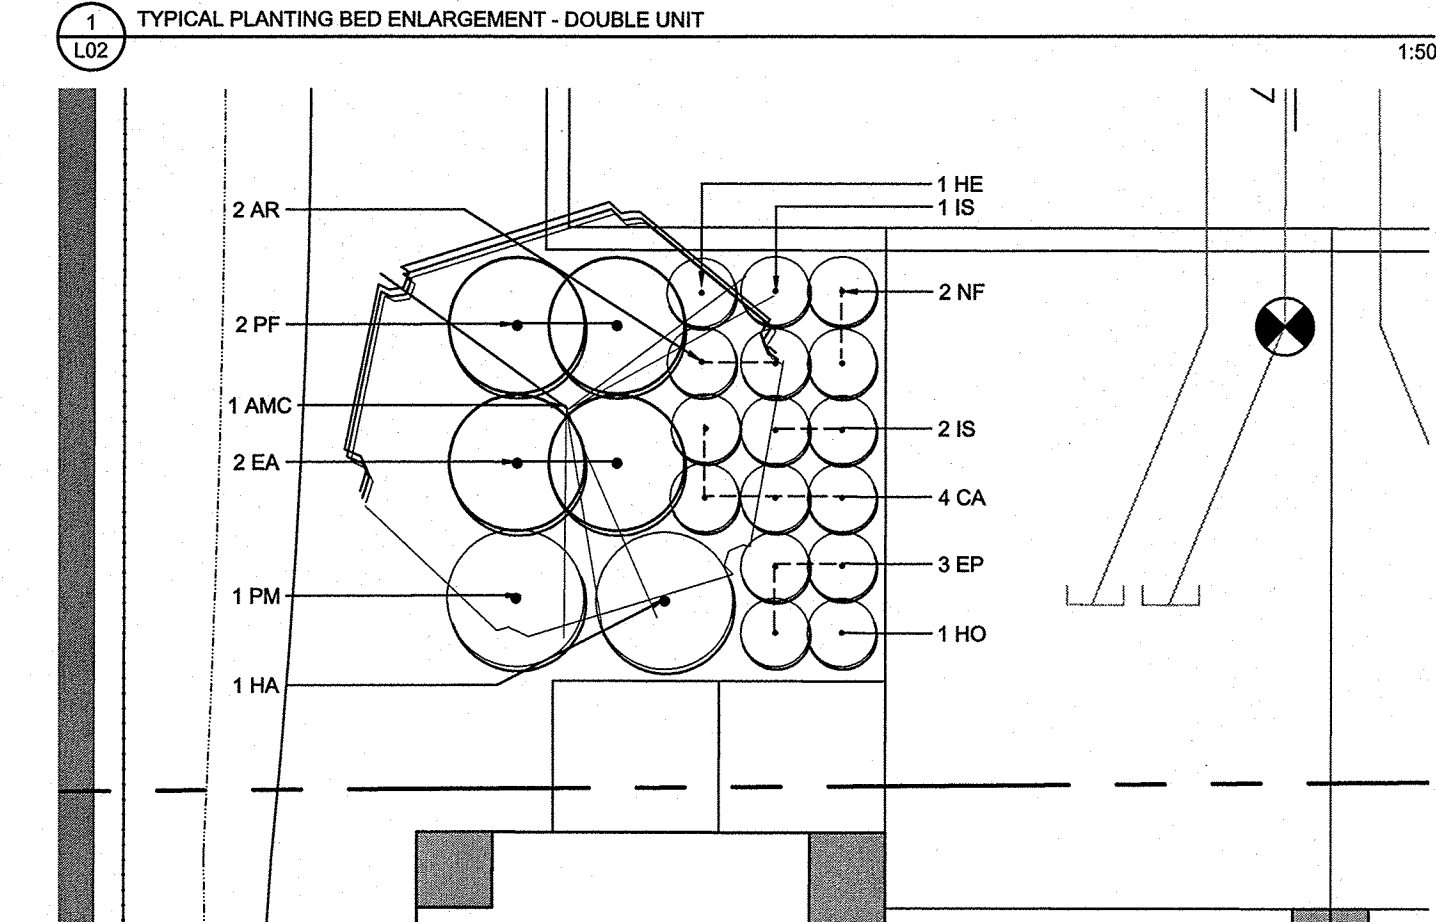 1
L02
TYPICAL PLANTING BED ENLARGEMENT - DOUBLE UNIT
1:50
1 HE
1 IS
2 AR
2 NF
2 PF
1 AMC
2 IS
2 EA
4 CA
3 EP
1 PM
1 HO
1 HA